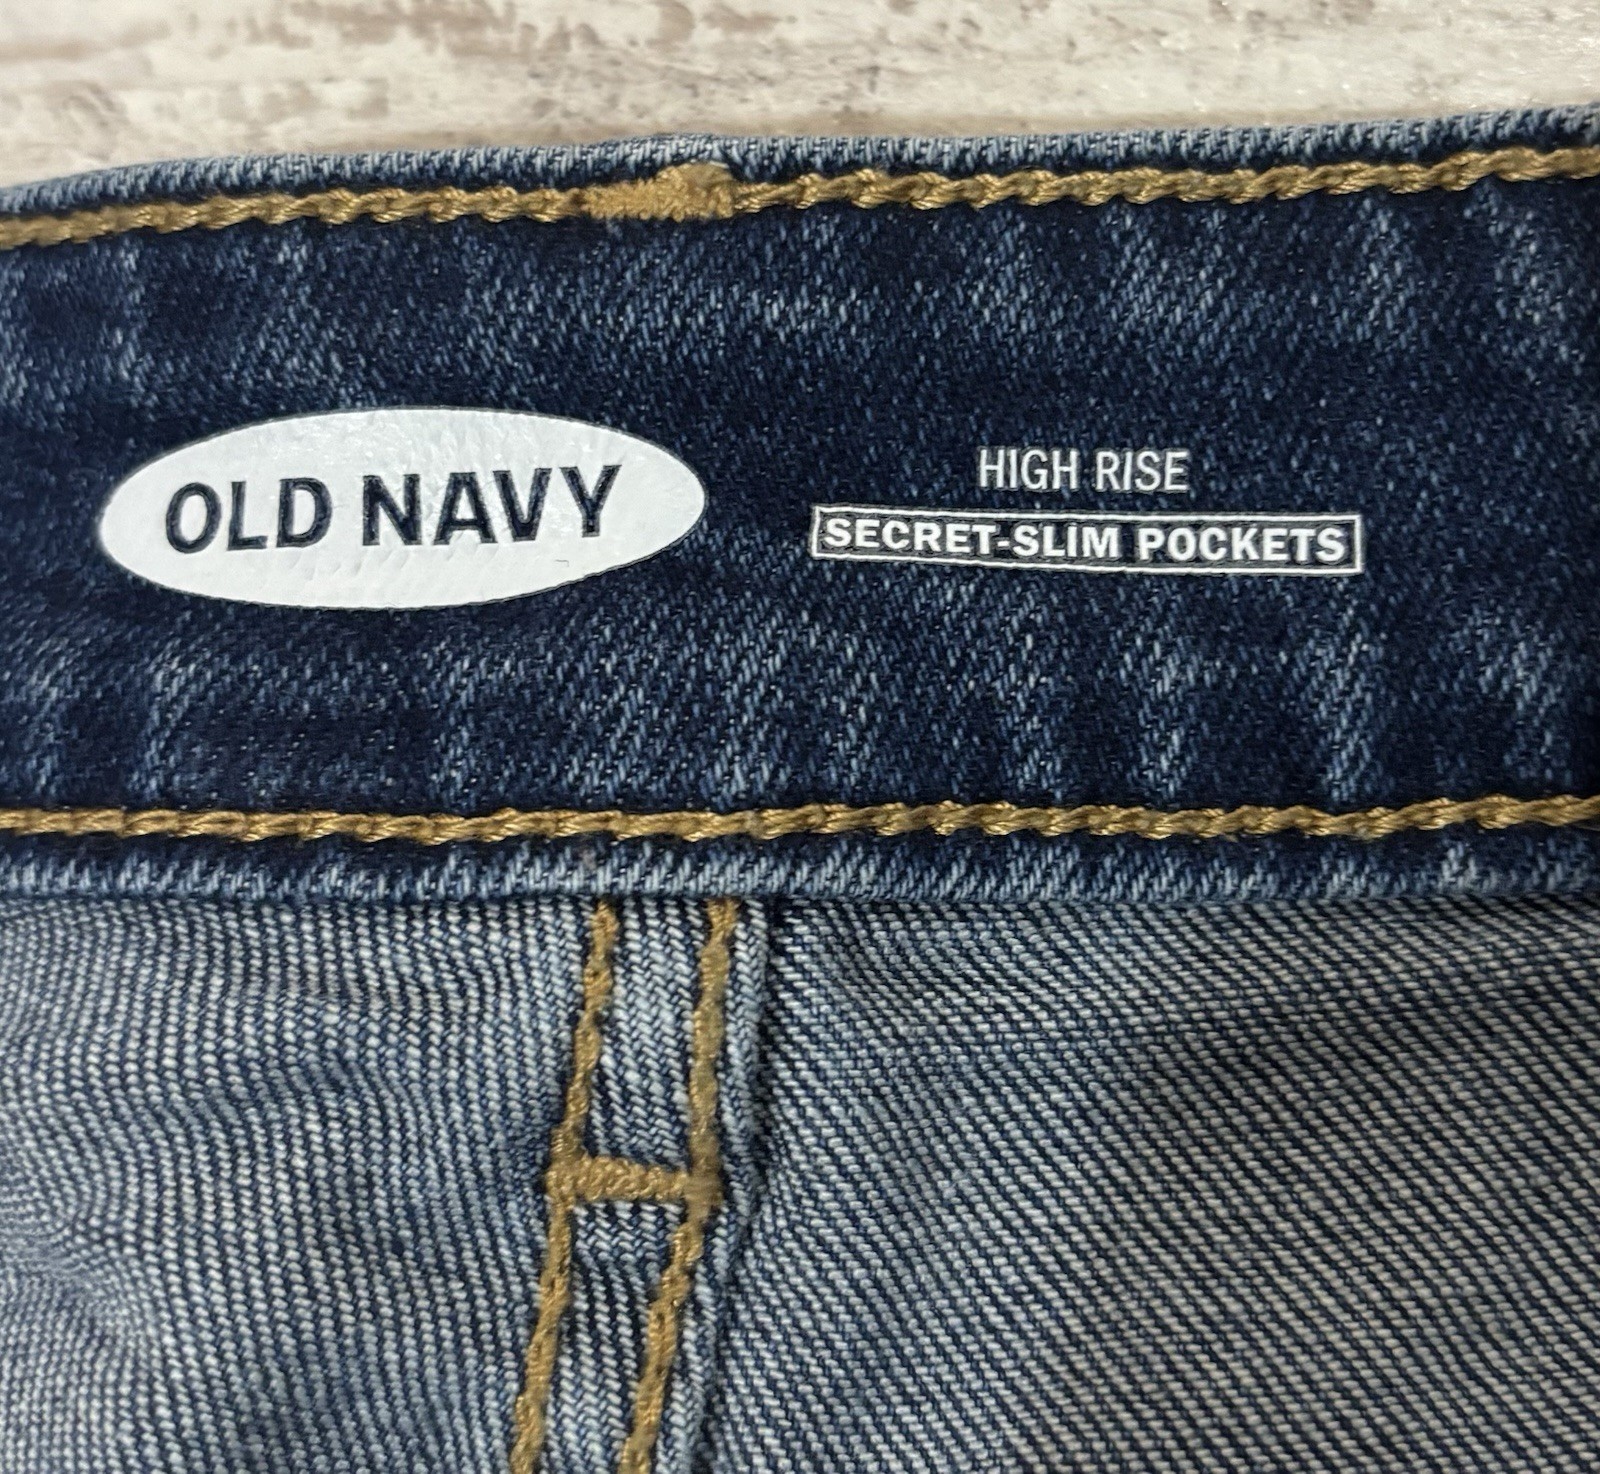 OLD NAVY
HIGH RISE
SECRET-SLIM POCKETS